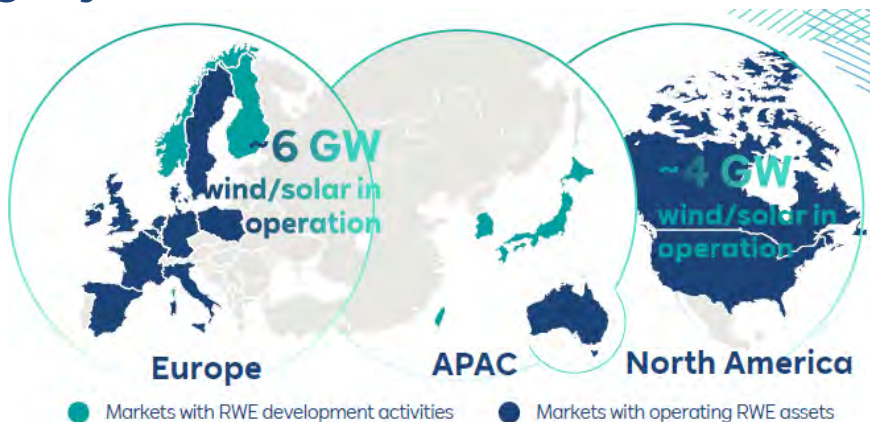 ~6 GW
wind/solar in
operation
~4 GW
wind/solar in
operation
Europe
APAC
North America
Markets with RWE development activities
Markets with operating RWE assets